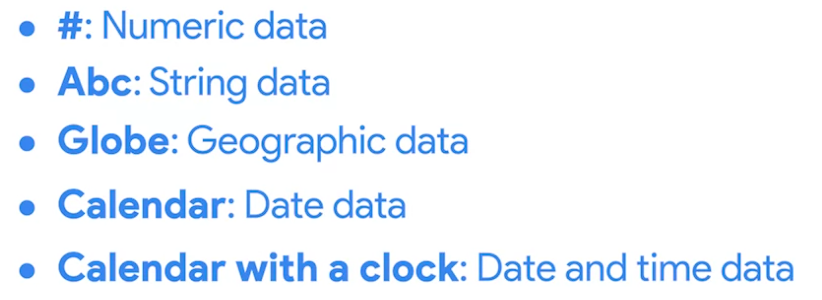 • #: Numeric data
• Abc: String data
• Globe: Geographic data
• Calendar: Date data
• Calendar with a clock: Date and time data